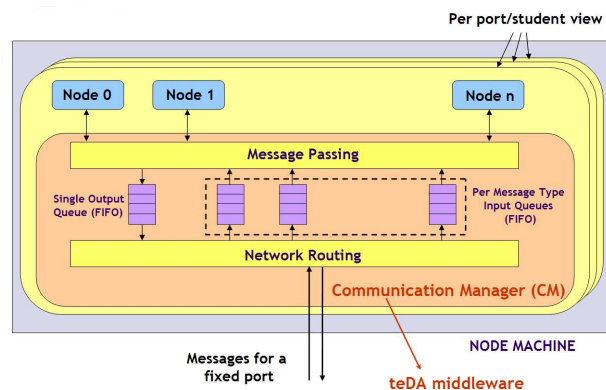 Per port/student view
Node 0
Node 1
Node n
Message Passing
Single Output
Queue (FIFO)
Per Message Type
Input Queues
(FIFO)
Network Routing
Communication Manager (CM)
NODE MACHINE
Messages for a
fixed port
teDA middleware